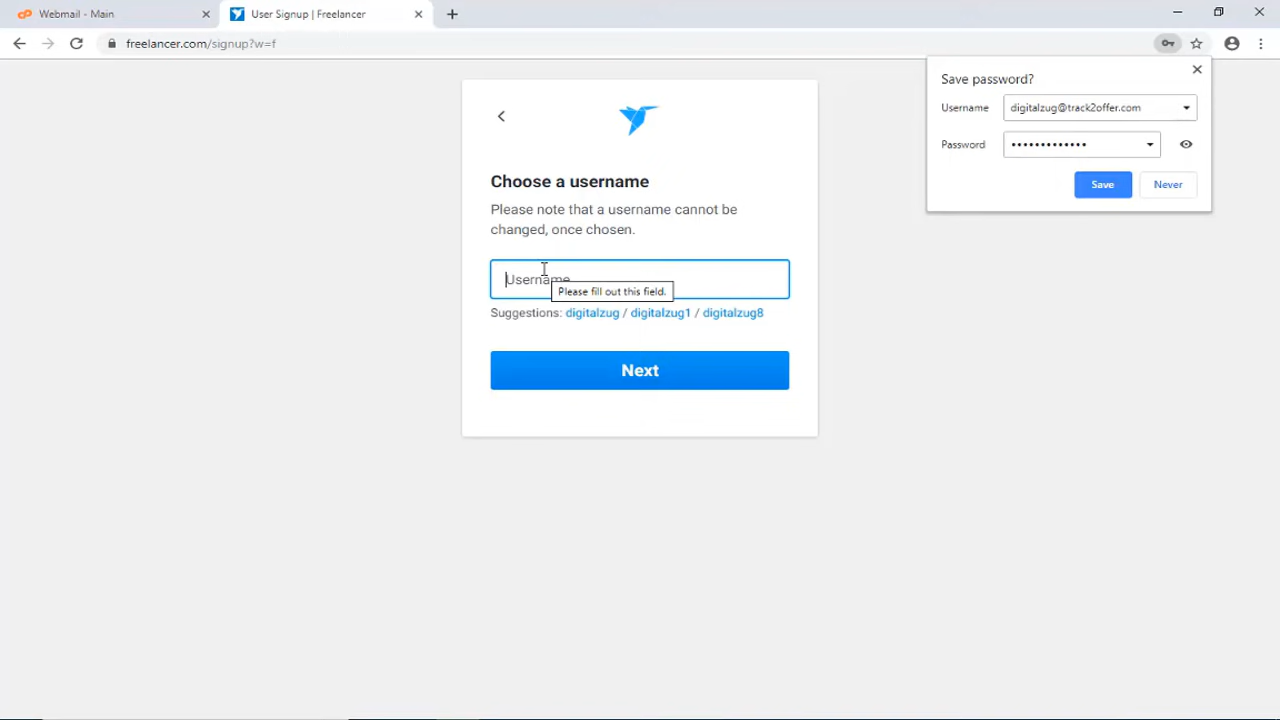 Webmail - Main
User Signup | Freelancer
freelancer.com/signup?w=f
Save password?
Username digitalzug@track2offer.com
Password •••••••••••••
Save Never
Choose a username
Please note that a username cannot be
changed, once chosen.
Username
Please fill out this field.
Suggestions: digitalzug / digitalzug1 / digitalzug8
Next